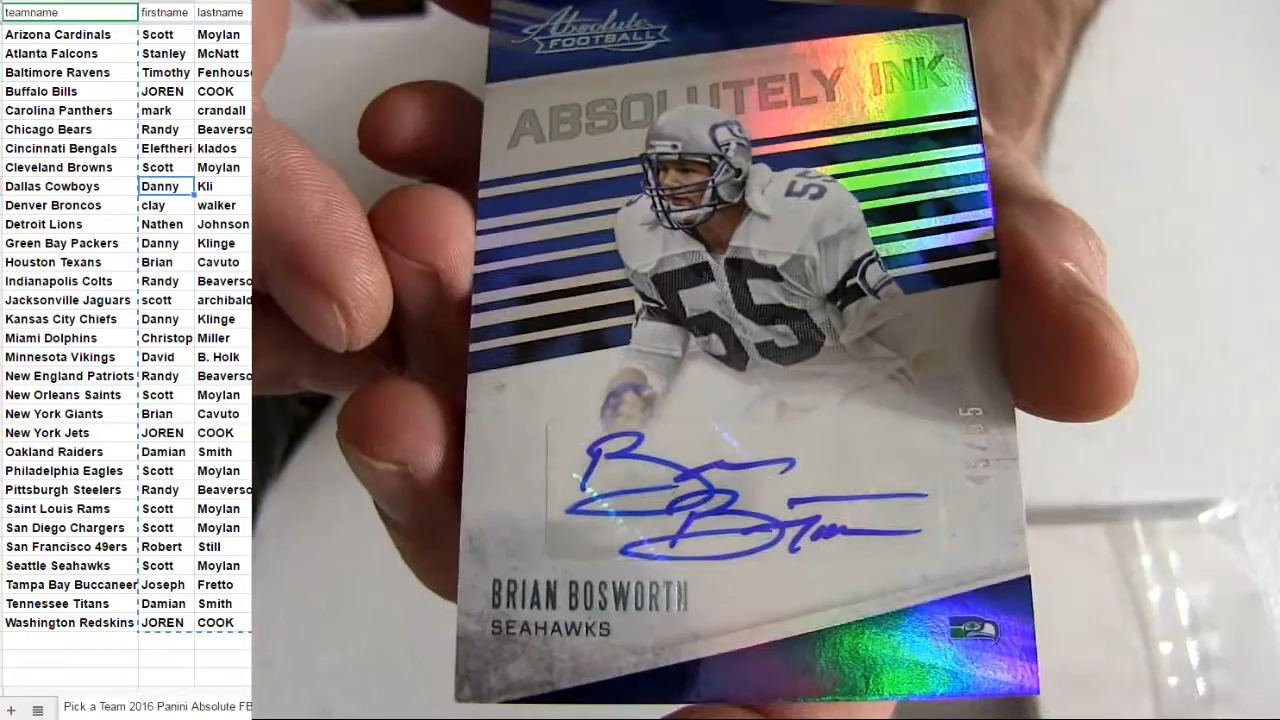 teamname firstname lastname
Arizona Cardinals Scott Moylan
Atlanta Falcons Stanley McNatt
Baltimore Ravens Timothy Fenhouse
Buffalo Bills JOREN COOK
Carolina Panthers mark crandall
Chicago Bears Randy Beaverso
Cincinnati Bengals Eleftheri klados
Cleveland Browns Scott Moylan
Dallas Cowboys Danny Kli
Denver Broncos clay walker
Detroit Lions Nathen Johnson
Green Bay Packers Danny Klinge
Houston Texans Brian Cavuto
Indianapolis Colts Randy Beaverso
Jacksonville Jaguars scott archibald
Kansas City Chiefs Danny Klinge
Miami Dolphins Christop Miller
Minnesota Vikings David B. Holk
New England Patriots Randy Beaverso
New Orleans Saints Scott Moylan
New York Giants Brian Cavuto
New York Jets JOREN COOK
Oakland Raiders Damian Smith
Philadelphia Eagles Scott Moylan
Pittsburgh Steelers Randy Beaverso
Saint Louis Rams Scott Moylan
San Diego Chargers Scott Moylan
San Francisco 49ers Robert Still
Seattle Seahawks Scott Moylan
Tampa Bay Buccaneer Joseph Fretto
Tennessee Titans Damian Smith
Washington Redskins JOREN COOK
Pick a Team 2016 Panini Absolute FB
Absolute
FOOTBALL
ABSOLUTELY INK
55
55
BRIAN BOSWORTH
SEAHAWKS